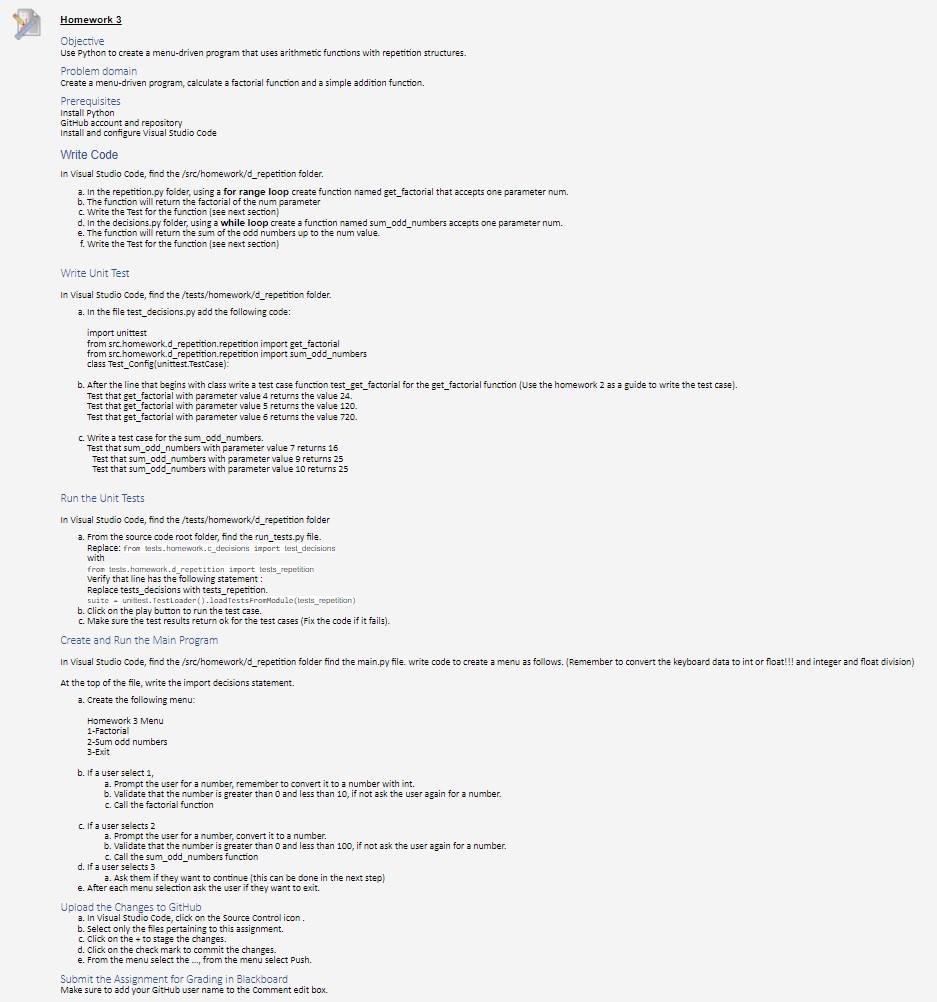 Homework 3
Objective
Use Python to create a menu-driven program that uses arithmetic functions with repetition structures.
Problem domain
Create a menu-driven program, calculate a factorial function and a simple addition function.
Prerequisites
Install Python
GitHub account and repository
Install and configure Visual Studio Code
Write Code
In Visual Studio Code, find the /src/homework/d_repetition folder.
a. In the repetition.py folder, using a for range loop create function named get_factorial that accepts one parameter num.
b. The function will return the factorial of the num parameter
c. Write the Test for the function (see next section)
d. In the decisions.py folder, using a while loop create a function named sum_odd_numbers accepts one parameter num.
e. The function will return the sum of the odd numbers up to the num value.
f. Write the Test for the function (see next section)
Write Unit Test
In Visual Studio Code, find the /tests/homework/d_repetition folder.
a. In the file test_decisions.py add the following code:
import unittest
from src.homework.d_repetition.repetition import get_factorial
from src.homework.d_repetition.repetition import sum_odd_numbers
class Test_Config(unittest.TestCase):
b. After the line that begins with class write a test case function test_get_factorial for the get_factorial function (Use the homework 2 as a guide to write the test case).
Test that get_factorial with parameter value 4 returns the value 24.
Test that get_factorial with parameter value 5 returns the value 120.
Test that get_factorial with parameter value 6 returns the value 720.
c. Write a test case for the sum_odd_numbers.
Test that sum_odd_numbers with parameter value 7 returns 16
Test that sum_odd_numbers with parameter value 9 returns 25
Test that sum_odd_numbers with parameter value 10 returns 25
Run the Unit Tests
In Visual Studio Code, find the /tests/homework/d_repetition folder
a. From the source code root folder, find the run_tests.py file.
Replace: from tests.homework.c_decisions import test_decisions
with
from tests.homework.d_repetition import tests_repetition
Verify that line has the following statement :
Replace tests_decisions with tests_repetition.
suite = unittest.TestLoader().loadTestsFromModule(tests_repetition)
b. Click on the play button to run the test case.
c. Make sure the test results return ok for the test cases (Fix the code if it fails).
Create and Run the Main Program
In Visual Studio Code, find the /src/homework/d_repetition folder find the main.py file. write code to create a menu as follows. (Remember to convert the keyboard data to int or float!!! and integer and float division)
At the top of the file, write the import decisions statement.
a. Create the following menu:
Homework 3 Menu
1-Factorial
2-Sum odd numbers
3-Exit
b. If a user select 1,
a. Prompt the user for a number, remember to convert it to a number with int.
b. Validate that the number is greater than 0 and less than 10, if not ask the user again for a number.
c. Call the factorial function
c. If a user selects 2
a. Prompt the user for a number, convert it to a number.
b. Validate that the number is greater than 0 and less than 100, if not ask the user again for a number.
c. Call the sum_odd_numbers function
d. If a user selects 3
a. Ask them if they want to continue (this can be done in the next step)
e. After each menu selection ask the user if they want to exit.
Upload the Changes to GitHub
a. In Visual Studio Code, click on the Source Control icon .
b. Select only the files pertaining to this assignment.
c. Click on the + to stage the changes.
d. Click on the check mark to commit the changes.
e. From the menu select the ..., from the menu select Push.
Submit the Assignment for Grading in Blackboard
Make sure to add your GitHub user name to the Comment edit box.